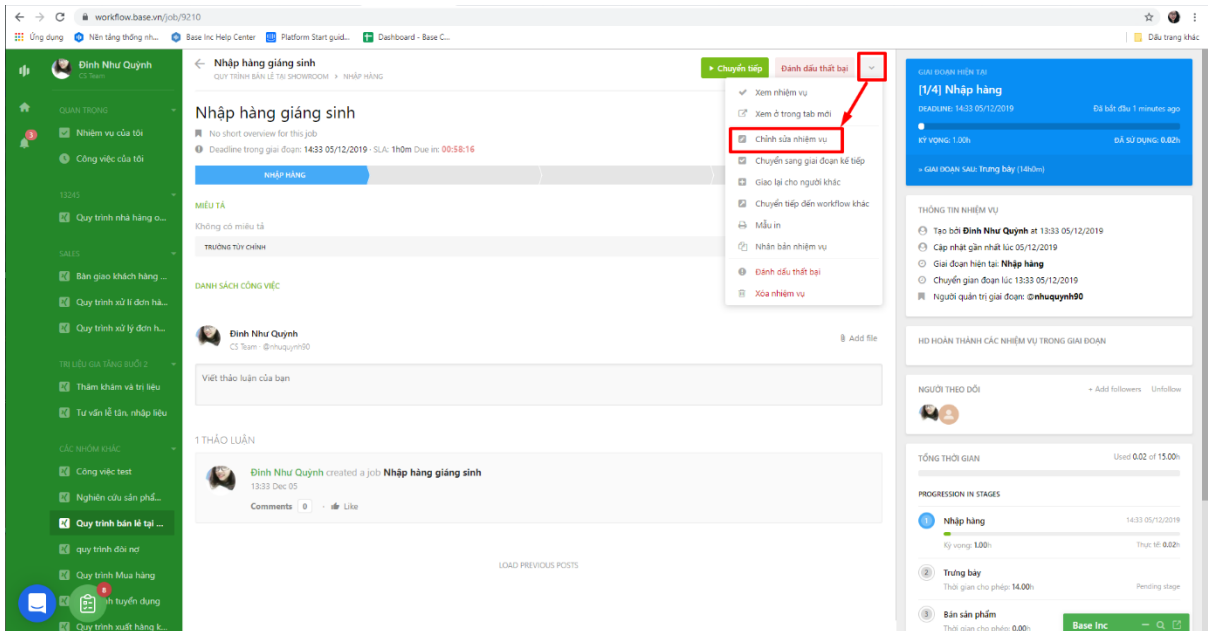 workflow.base.vn/job/9210
Ứng dụng
Nền tảng thống nh...
Base Inc Help Center
Platform Start guid...
Dashboard - Base C...
Dấu trang khác
Đinh Như Quỳnh
CS Team
QUAN TRỌNG
Nhiệm vụ của tôi
3
Công việc của tôi
13245
Quy trình nhà hàng o...
SALES
Bàn giao khách hàng ...
Quy trình xử lí đơn hà...
Quy trình xử lý đơn h...
TRỊ LIỆU GIA TĂNG BUỔI 2
Thăm khám và trị liệu
Tư vấn lễ tân, nhập liệu
CÁC NHÓM KHÁC
Công việc test
Nghiên cứu sản phẩ...
Quy trình bán lẻ tại ...
quy trình đòi nợ
Quy trình Mua hàng
8
h tuyển dụng
Quy trình xuất hàng k...
Nhập hàng giáng sinh
QUY TRÌNH BÁN LẺ TẠI SHOWROOM > NHẬP HÀNG
Chuyển tiếp
Đánh dấu thất bại
Nhập hàng giáng sinh
No short overview for this job
Deadline trong giai đoạn: 14:33 05/12/2019 · SLA: 1h0m Due in: 00:58:16
NHẬP HÀNG
MIÊU TẢ
Không có miêu tả
TRƯỜNG TÙY CHỈNH
DANH SÁCH CÔNG VIỆC
Xem nhiệm vụ
Xem ở trong tab mới
Chỉnh sửa nhiệm vụ
Chuyển sang giai đoạn kế tiếp
Giao lại cho người khác
Chuyển tiếp đến workflow khác
Mẫu in
Nhân bản nhiệm vụ
Đánh dấu thất bại
Xóa nhiệm vụ
Đinh Như Quỳnh
CS Team · @nhuquynh90
Add file
Viết thảo luận của bạn
1 THẢO LUẬN
Đinh Như Quỳnh created a job Nhập hàng giáng sinh
13:33 Dec 05
Comments 0 · Like
LOAD PREVIOUS POSTS
GIAI ĐOẠN HIỆN TẠI
[1/4] Nhập hàng
DEADLINE: 14:33 05/12/2019
Đã bắt đầu 1 minutes ago
KỲ VỌNG: 1.00h
ĐÃ SỬ DỤNG: 0.02h
» GIAI ĐOẠN SAU: Trưng bày (14h0m)
THÔNG TIN NHIỆM VỤ
Tạo bởi Đinh Như Quỳnh at 13:33 05/12/2019
Cập nhật gần nhất lúc 05/12/2019
Giai đoạn hiện tại: Nhập hàng
Chuyển gian đoạn lúc 13:33 05/12/2019
Người quản trị giai đoạn: @nhuquynh90
HD HOÀN THÀNH CÁC NHIỆM VỤ TRONG GIAI ĐOẠN
NGƯỜI THEO DÕI
+ Add followers
Unfollow
TỔNG THỜI GIAN
Used 0.02 of 15.00h
PROGRESSION IN STAGES
1
Nhập hàng
14:33 05/12/2019
Kỳ vọng: 1.00h
Thực tế: 0.02h
2
Trưng bày
Thời gian cho phép: 14.00h
Pending stage
3
Bán sản phẩm
Thời gian cho phép: 0.00h
Base Inc